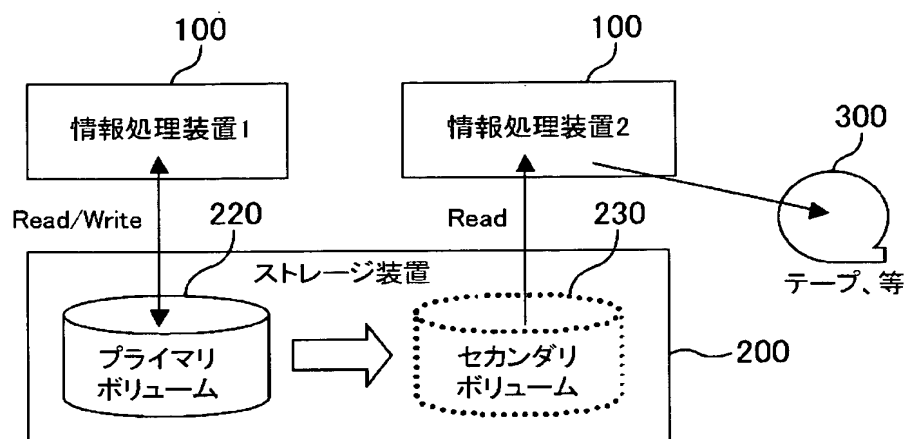 100
100
情報処理装置1
情報処理装置2
300
Read/Write
220
Read
230
ストレージ装置
テープ、等
プライマリ
ボリューム
セカンダリ
ボリューム
200